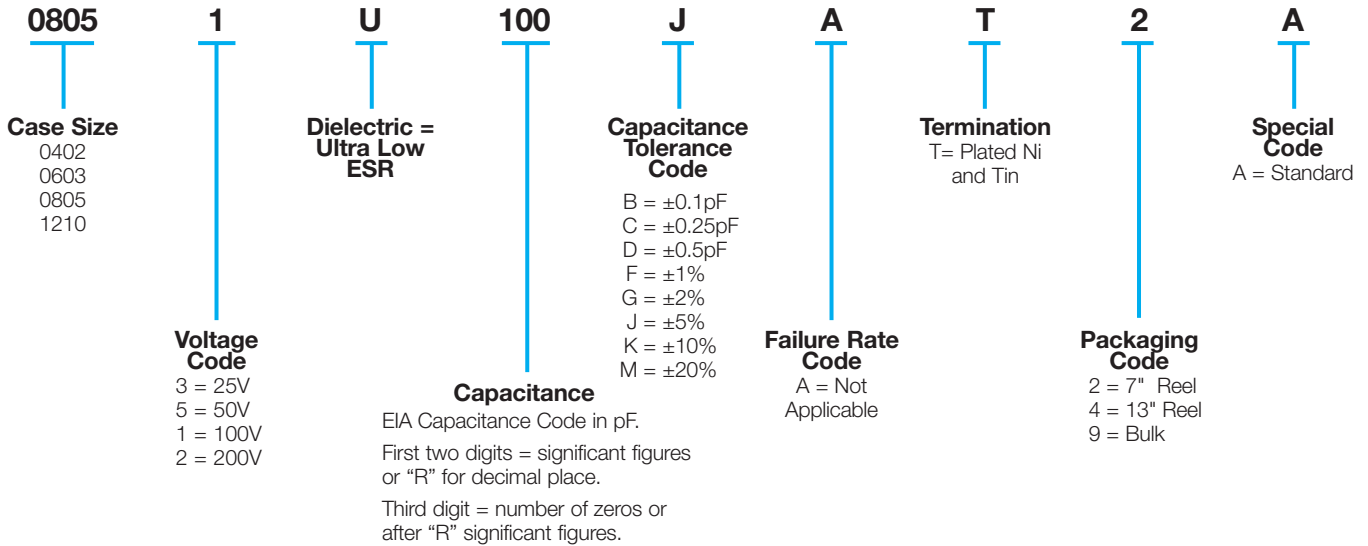 0805 1 U 100 J A T 2 A
Case Size
0402
0603
0805
1210
Voltage
Code
3 = 25V
5 = 50V
1 = 100V
2 = 200V
Dielectric =
Ultra Low
ESR
Capacitance
EIA Capacitance Code in pF.
First two digits = significant figures
or “R” for decimal place.
Third digit = number of zeros or
after “R” significant figures.
Capacitance
Tolerance
Code
B = ±0.1pF
C = ±0.25pF
D = ±0.5pF
F = ±1%
G = ±2%
J = ±5%
K = ±10%
M = ±20%
Failure Rate
Code
A = Not
Applicable
Termination
T= Plated Ni
and Tin
Packaging
Code
2 = 7" Reel
4 = 13" Reel
9 = Bulk
Special
Code
A = Standard